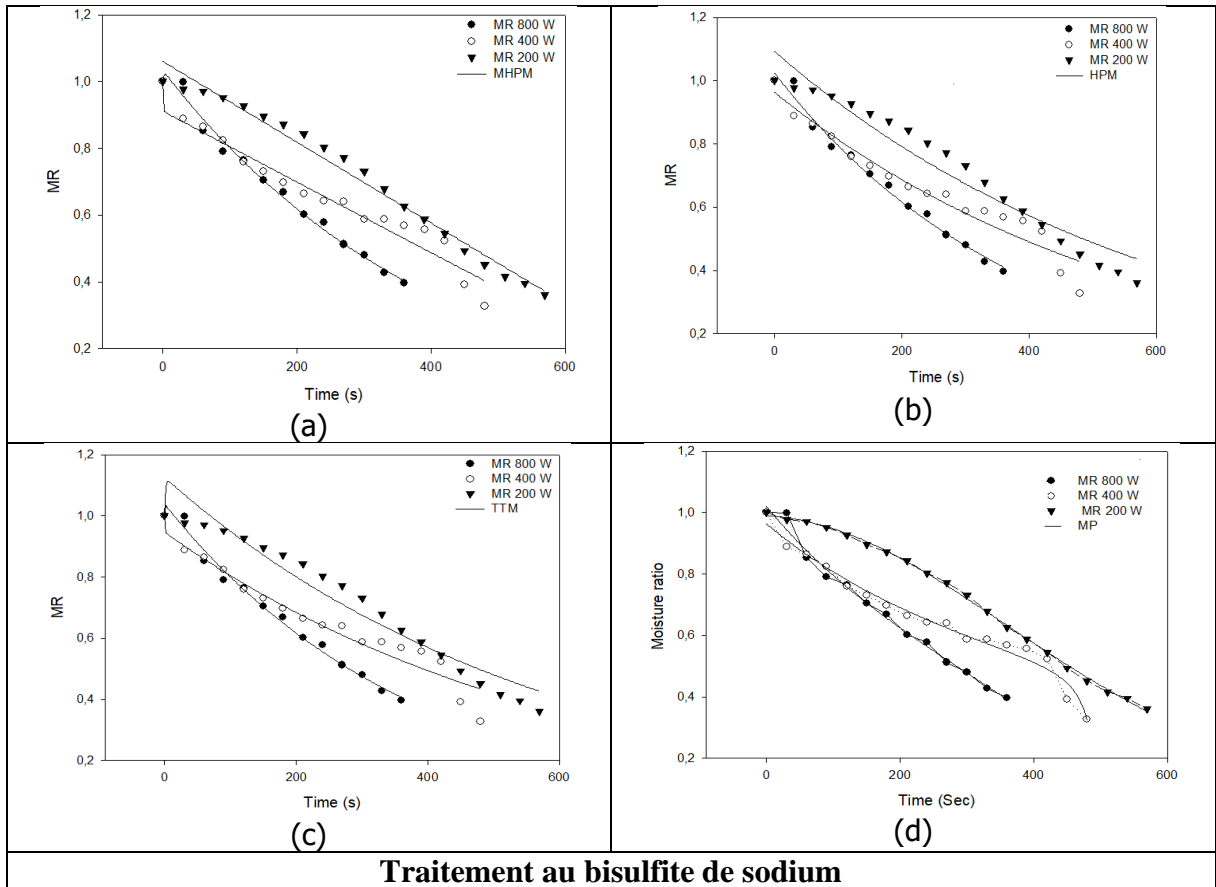 1,2
MR 800 W
MR 400 W
MR 200 W
MHPM
1,0
0,8
MR
0,6
0,4
0,2
0 200 400 600
Time (s)
(a)
1,2
MR 800 W
MR 400 W
MR 200 W
HPM
1,0
0,8
MR
0,6
0,4
0,2
0 200 400 600
Time (s)
(b)
1,2
MR 800 W
MR 400 W
MR 200 W
TTM
1,0
0,8
MR
0,6
0,4
0,2
0 200 400 600
Time (s)
(c)
1,2
MR 800 W
MR 400 W
MR 200 W
MP
1,0
0,8
Moisture ratio
0,6
0,4
0,2
0 200 400 600
Time (Sec)
(d)
Traitement au bisulfite de sodium